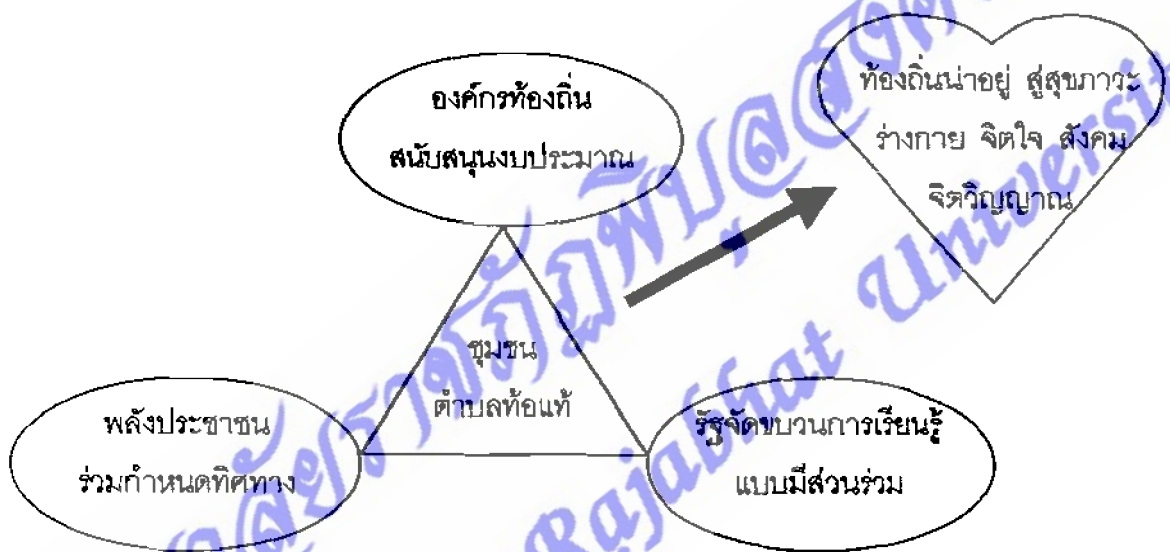 องค์กรท้องถิ่น
สนับสนุนงบประมาณ
ท้องถิ่นน่าอยู่ สู่สุขภาวะ
ร่างกาย จิตใจ สังคม
จิตวิญญาณ
ชุมชน
ตำบลท้อแท้
พลังประชาชน
ร่วมกำหนดทิศทาง
รัฐจัดขบวนการเรียนรู้
แบบมีส่วนร่วม
Rajabhat University